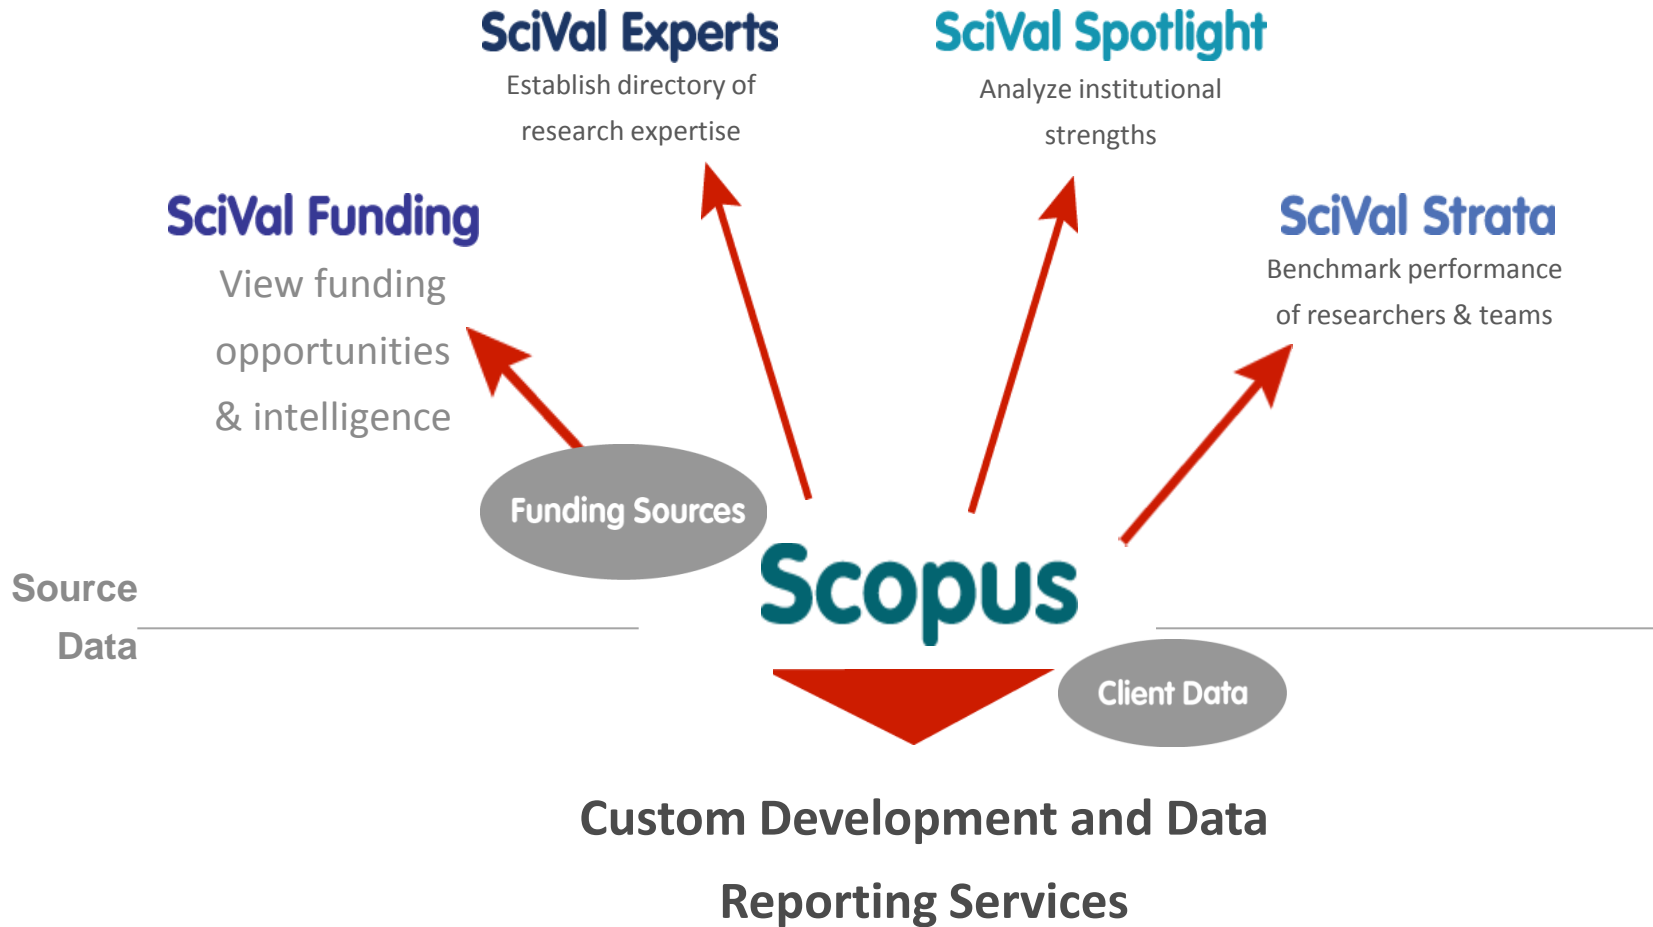 SciVal Experts
Establish directory of
research expertise
SciVal Spotlight
Analyze institutional
strengths
SciVal Funding
View funding
opportunities
& intelligence
SciVal Strata
Benchmark performance
of researchers & teams
Funding Sources
Scopus
Source
Data
Client Data
Custom Development and Data
Reporting Services